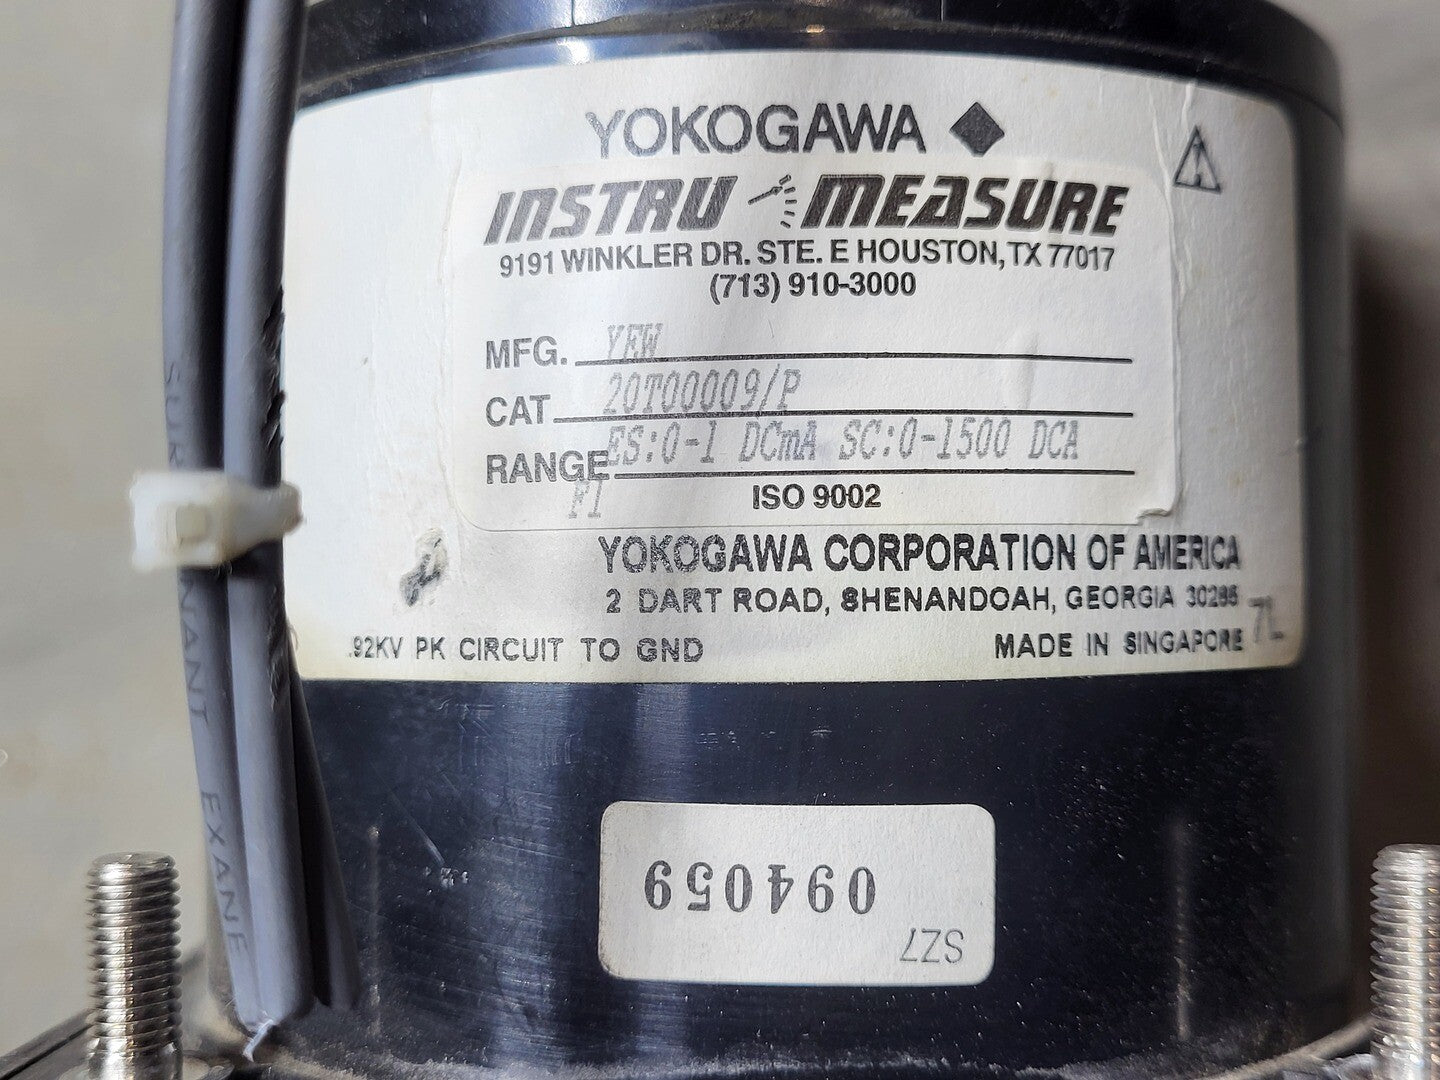 YOKOGAWA
INSTRU MEASURE
9191 WINKLER DR. STE. E HOUSTON, TX 77017
(713) 910-3000
MFG. YEW
CAT 20T00009/P
RANGE ES:0-1 DCmA SC:0-1500 DCA
FI
ISO 9002
YOKOGAWA CORPORATION OF AMERICA
2 DART ROAD, SHENANDOAH, GEORGIA 30265
7L
.92KV PK CIRCUIT TO GND
MADE IN SINGAPORE
094059
SZ7
EXANE